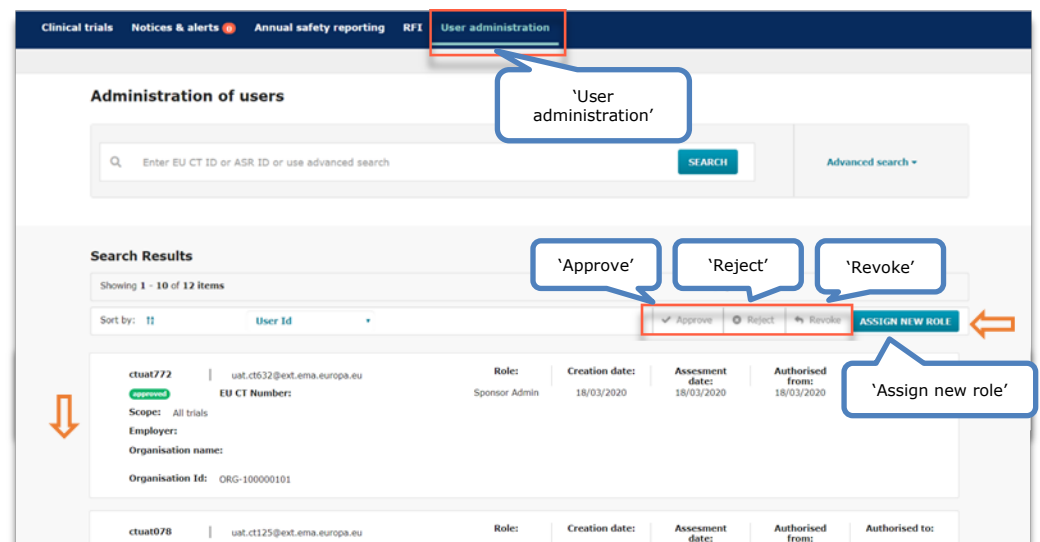 Clinical trials Notices & alerts 0 Annual safety reporting RFI User administration
'User
administration'
Administration of users
Enter EU CT ID or ASR ID or use advanced search SEARCH Advanced search
Search Results
'Approve' 'Reject' 'Revoke'
Showing 1 - 10 of 12 items
Sort by: User Id Approve Reject Revoke ASSIGN NEW ROLE
'Assign new role'
ctuat772 | uat.ct632@ext.ema.europa.eu Role: Creation date: Assesment date: Authorised from:
approved EU CT Number: Sponsor Admin 18/03/2020 18/03/2020 18/03/2020
Scope: All trials
Employer:
Organisation name:
Organisation Id: ORG-100000101
ctuat078 | uat.ct125@ext.ema.europa.eu Role: Creation date: Assesment date: Authorised from: Authorised to: